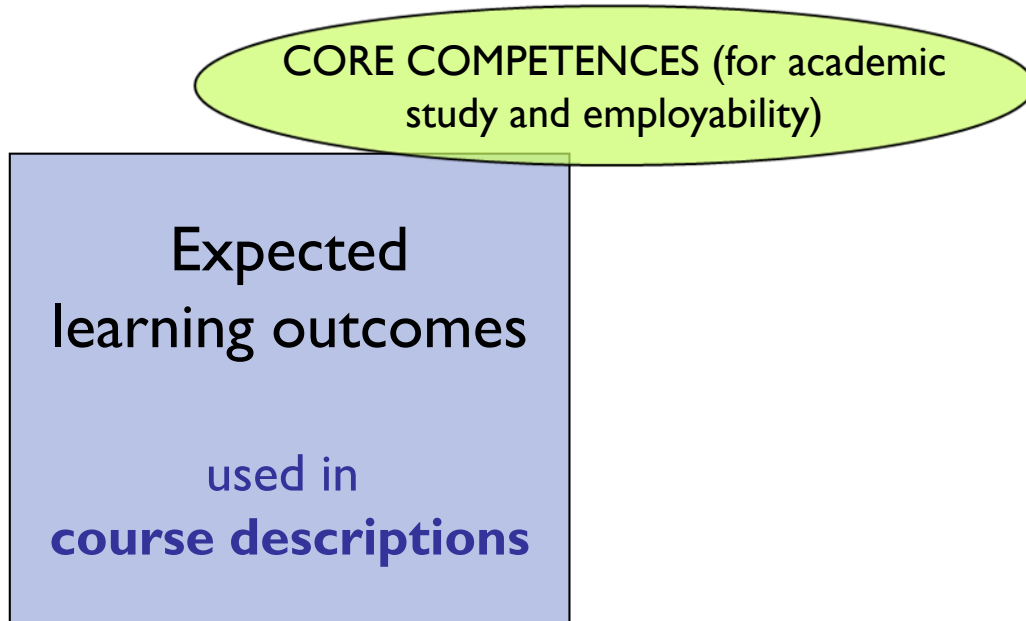 CORE COMPETENCES (for academic
study and employability)
Expected
learning outcomes
used in
course descriptions